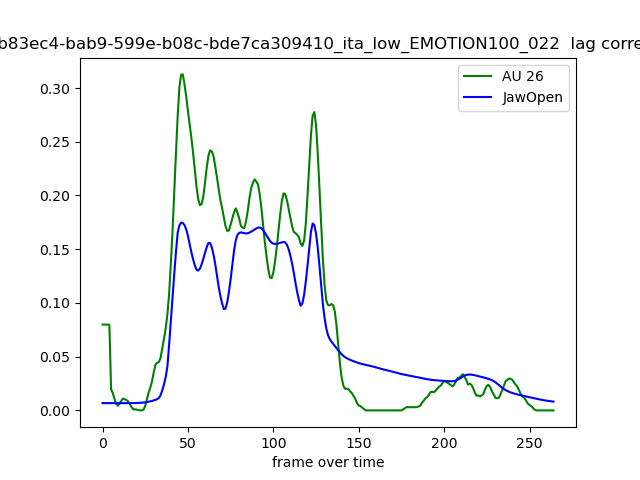 b83ec4-bab9-599e-b08c-bde7ca309410_ita_low_EMOTION100_022 lag corre
AU 26
JawOpen
0.30
0.25
0.20
0.15
0.10
0.05
0.00
0 50 100 150 200 250
frame over time